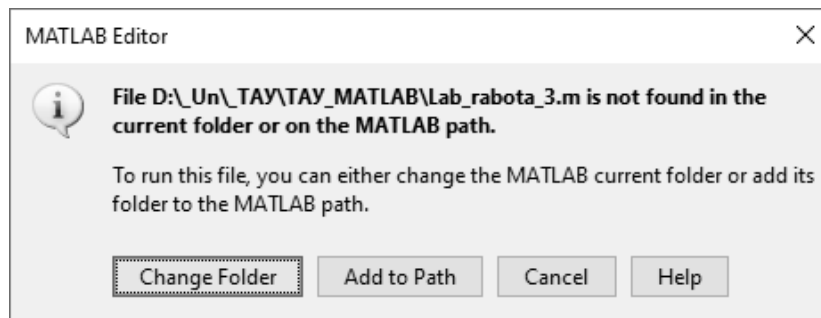 MATLAB Editor
File D:\_Un\_ТАУ\ТАУ_MATLAB\Lab_rabota_3.m is not found in the
current folder or on the MATLAB path.
To run this file, you can either change the MATLAB current folder or add its
folder to the MATLAB path.
Change Folder Add to Path Cancel Help